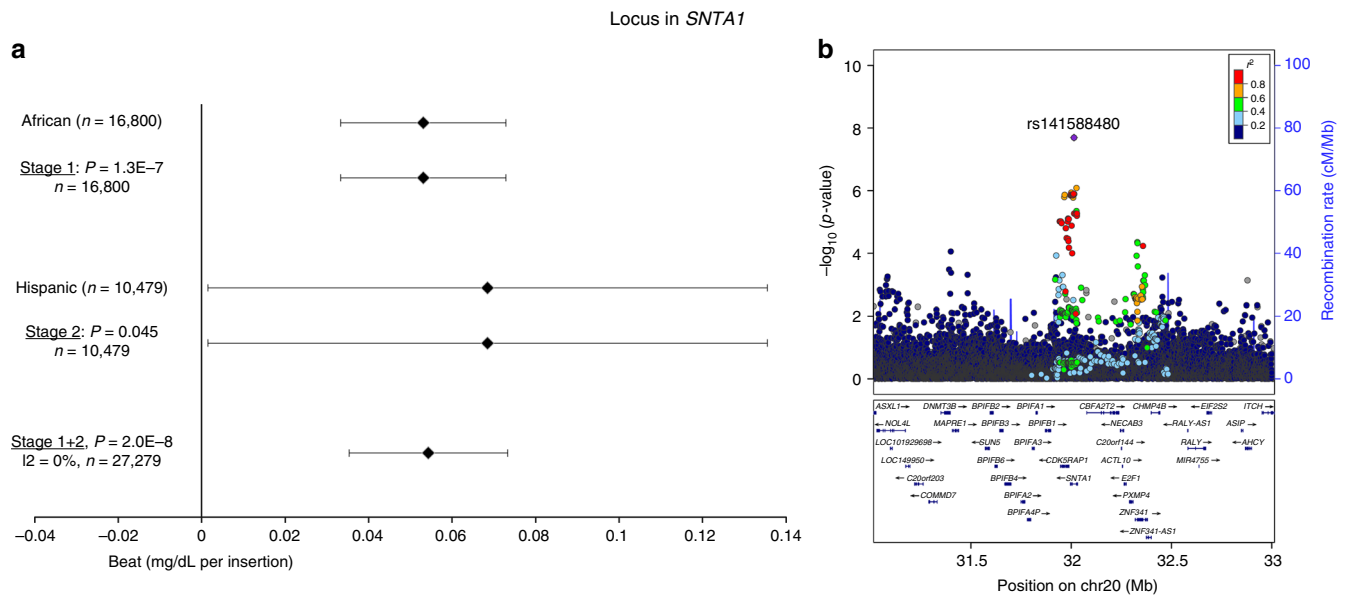 Locus in SNTA1
a
African (n = 16,800)
Stage 1: P = 1.3E–7
n = 16,800
Hispanic (n = 10,479)
Stage 2: P = 0.045
n = 10,479
Stage 1+2, P = 2.0E–8
I2 = 0%, n = 27,279
–0.04 –0.02 0 0.02 0.04 0.06 0.08 0.10 0.12 0.14
Beat (mg/dL per insertion)
b
10
8
6
4
2
0
–log10 (p-value)
rs141588480
r2
0.8
0.6
0.4
0.2
100
80
60
40
20
0
Recombination rate (cM/Mb)
ASXL1→ DNMT3B→ BPIFB2→ BPIFA1→ CBFA2T2→ CHMP4B→ ←EIF2S2 ITCH→
←NOL4L MAPRE1→ BPIFB3→ BPIFB1→ ←NECAB3 ←RALY-AS1 ASIP→
LOC101929698→ ←SUN5 BPIFA3→ ←CDK5RAP1 C20orf144→ RALY→ ←AHCY
LOC149950→ BPIFB6→ ←SNTA1 ACTL10→ MIR4755→
←C20orf203 BPIFB4→ ←E2F1
←COMMD7 BPIFA2→ ←PXMP4
BPIFA4P→ ZNF341→
←ZNF341-AS1
31.5 32 32.5 33
Position on chr20 (Mb)